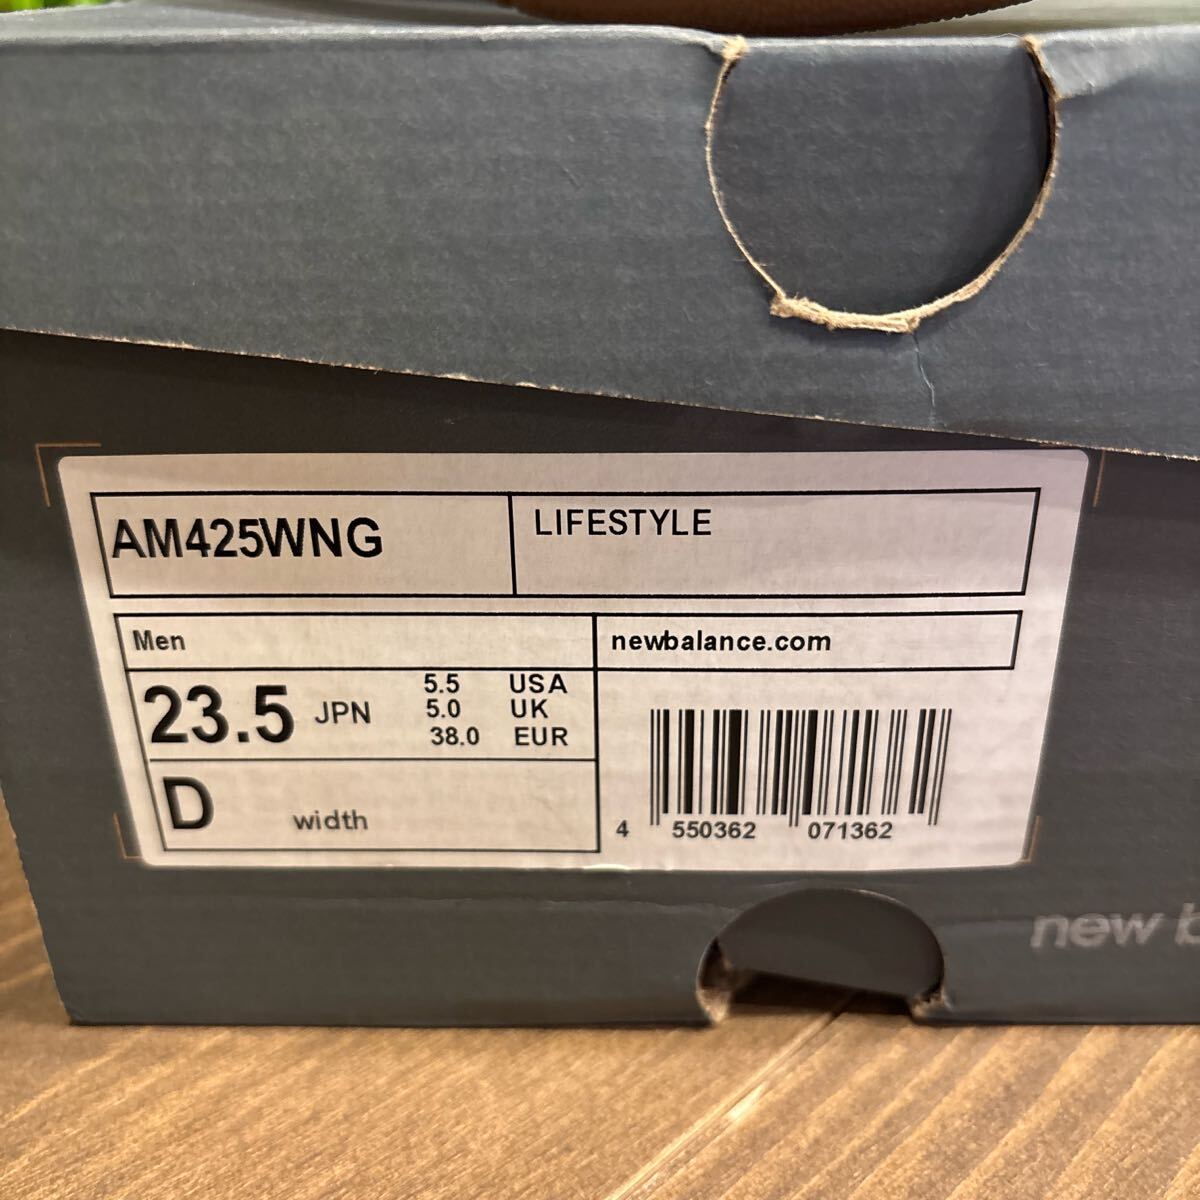 AM425WNG
LIFESTYLE
Men
newbalance.com
23.5 JPN
5.5 USA
5.0 UK
38.0 EUR
D width
4 550362 071362
new b